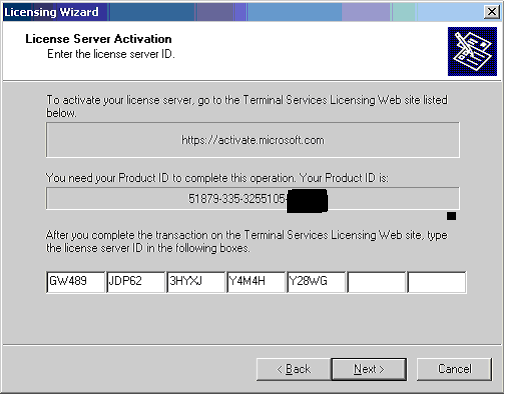 Licensing Wizard
License Server Activation
Enter the license server ID.
To activate your license server, go to the Terminal Services Licensing Web site listed
below.
https://activate.microsoft.com
You need your Product ID to complete this operation. Your Product ID is:
51879-335-3255105-
After you complete the transaction on the Terminal Services Licensing Web site, type
the license server ID in the following boxes.
GW489 JDP62 3HYXJ Y4M4H Y28WG
< Back Next > Cancel